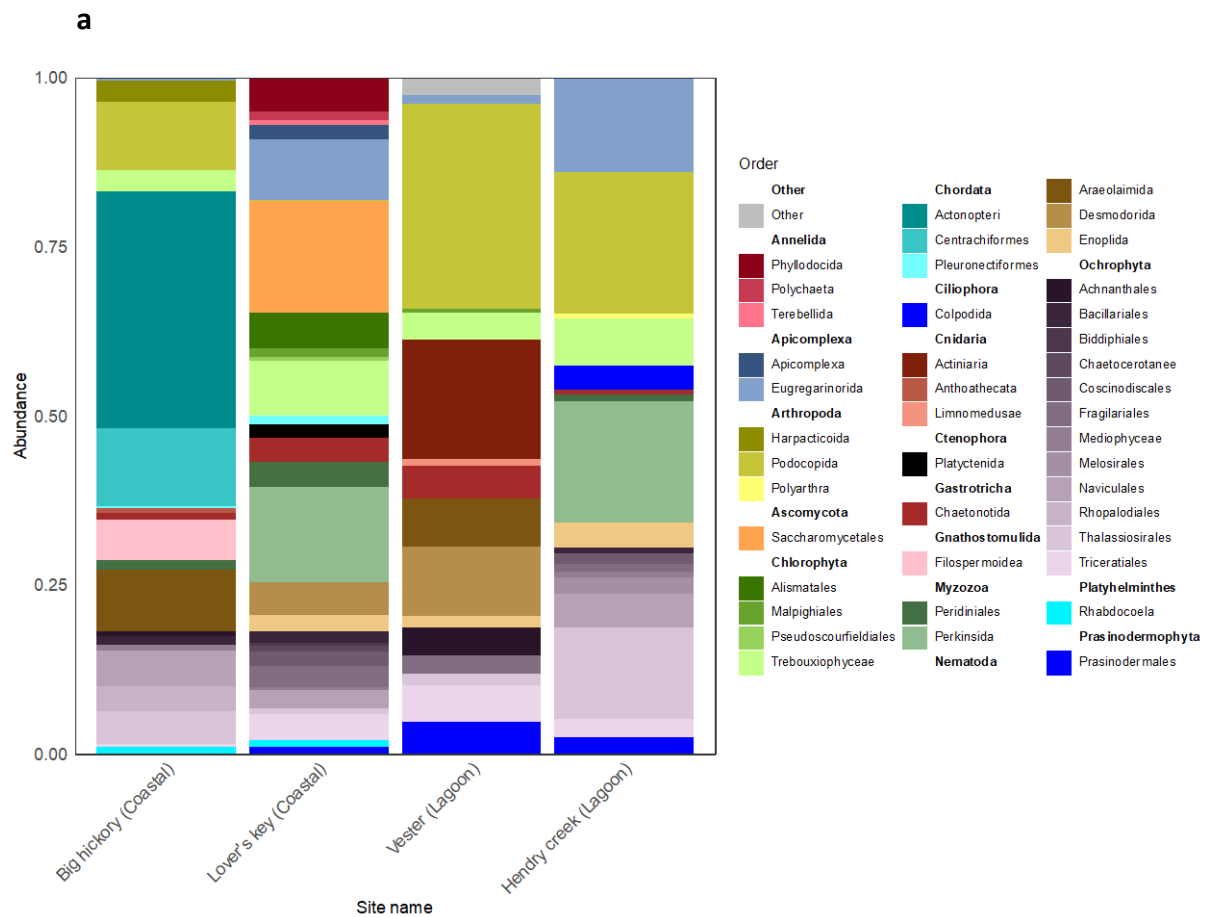 a
1.00
0.75
0.50
0.25
0.00
Abundance
Big hickory (Coastal)
Lover's key (Coastal)
Vester (Lagoon)
Hendry creek (Lagoon)
Site name
Order
Other
Other
Annelida
Phyllodocida
Polychaeta
Terebellida
Apicomplexa
Apicomplexa
Eugregarinorida
Arthropoda
Harpacticoida
Podocopida
Polyarthra
Ascomycota
Saccharomycetales
Chlorophyta
Alismatales
Malpighiales
Pseudoscourfieldiales
Trebouxiophyceae
Chordata
Actonopteri
Centrachiformes
Pleuronectiformes
Ciliophora
Colpodida
Cnidaria
Actiniaria
Anthoathecata
Limnomedusae
Ctenophora
Platyctenida
Gastrotricha
Chaetonotida
Gnathostomulida
Filospermoidea
Myzozoa
Peridiniales
Perkinsida
Nematoda
Araeolaimida
Desmodorida
Enoplida
Ochrophyta
Achnanthales
Bacillariales
Biddiphiales
Chaetocerotanee
Coscinodiscales
Fragilariales
Mediophyceae
Melosirales
Naviculales
Rhopalodiales
Thalassiosirales
Triceratiales
Platyhelminthes
Rhabdocoela
Prasinodermophyta
Prasinodermales